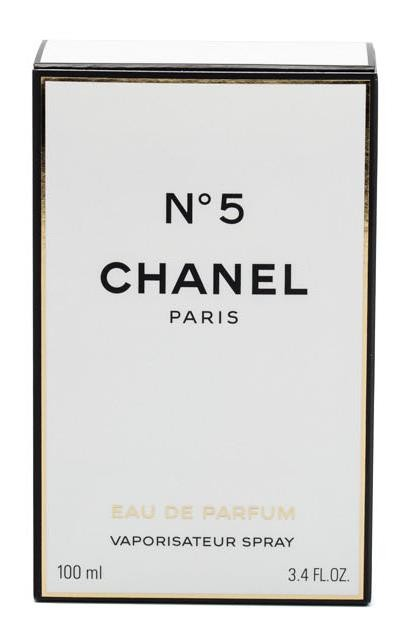 N°5
CHANEL
PARIS
EAU DE PARFUM
VAPORISATEUR SPRAY
100 ml 3.4 FL.OZ.